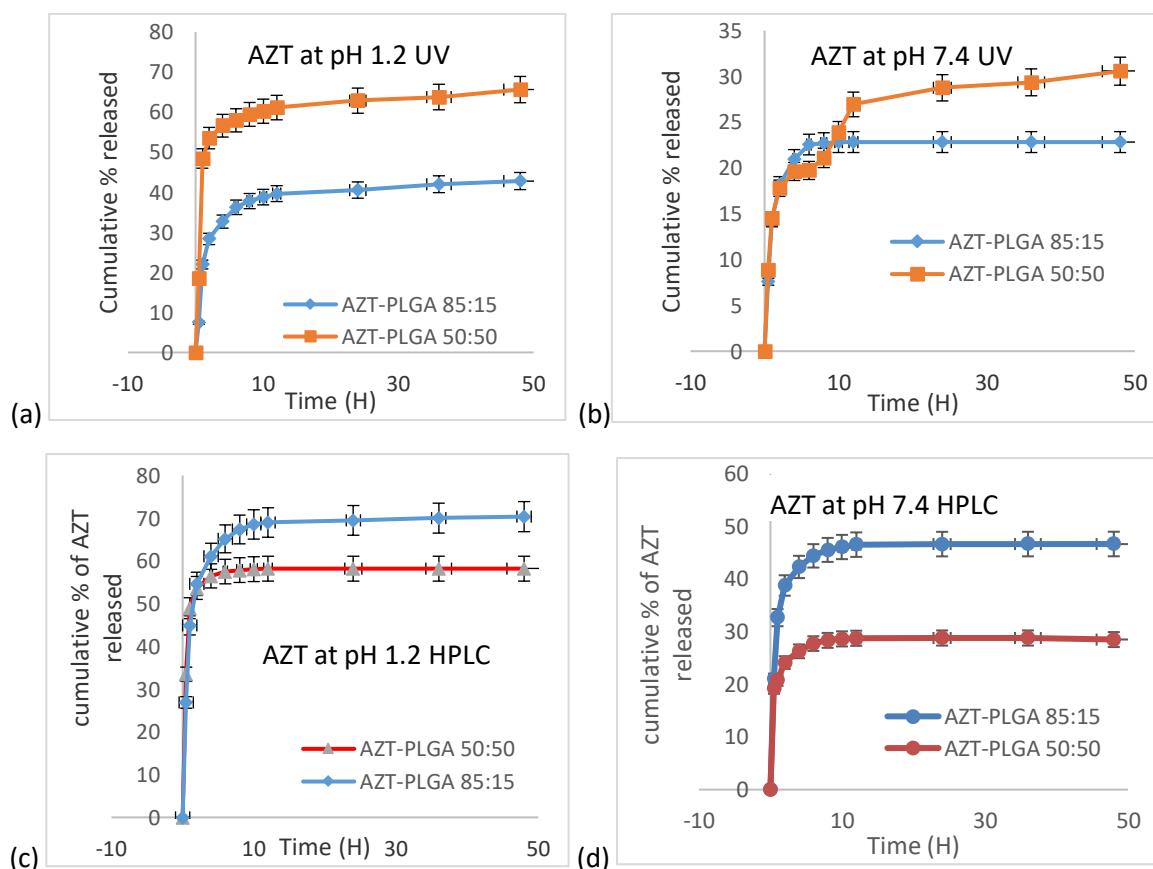 AZT at pH 1.2 UV
Cumulative % released
80
70
60
50
40
30
20
10
0
AZT-PLGA 85:15
AZT-PLGA 50:50
-10
10
30
50
Time (H)
(a)
AZT at pH 7.4 UV
Cumulative % released
35
30
25
20
15
10
5
0
AZT-PLGA 85:15
AZT-PLGA 50:50
-10
10
30
50
Time (H)
(b)
cumulative % of AZT
released
80
70
60
50
40
30
20
10
0
AZT at pH 1.2 HPLC
AZT-PLGA 50:50
AZT-PLGA 85:15
10
30
50
Time (H)
(c)
AZT at pH 7.4 HPLC
cumulative % of AZT
released
60
50
40
30
20
10
0
AZT-PLGA 85:15
AZT-PLGA 50:50
-10
10
30
50
Time (H)
(d)